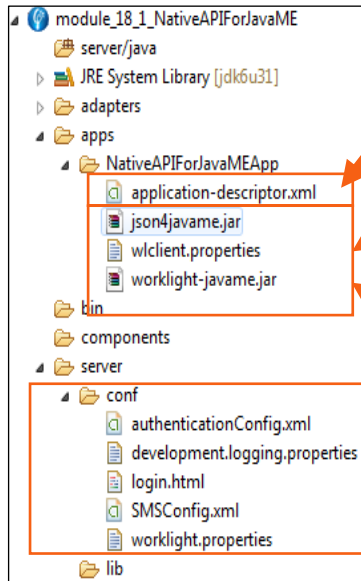 module_18_1_NativeAPIForJavaME
server/java
JRE System Library [jdk6u31]
adapters
apps
NativeAPIForJavaMEApp
application-descriptor.xml
json4javame.jar
wlclient.properties
worklight-javame.jar
bin
components
server
conf
authenticationConfig.xml
development.logging.properties
login.html
SMSConfig.xml
worklight.properties
lib